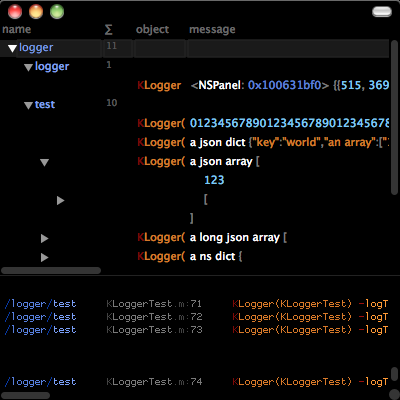 name ∑ object message
logger 11
logger 1
KLogger <NSPanel: 0x100631bf0> {{515, 369
test 10
KLogger( 012345678901234567890123456789012345678
KLogger( a json dict {"key":"world","an array":["
KLogger( a json array [
123
[
]
KLogger( a long json array [
KLogger( a ns dict {
/logger/test KLoggerTest.m:71 KLogger(KLoggerTest) -logT
/logger/test KLoggerTest.m:72 KLogger(KLoggerTest) -logT
/logger/test KLoggerTest.m:73 KLogger(KLoggerTest) -logT
/logger/test KLoggerTest.m:74 KLogger(KLoggerTest) -logT